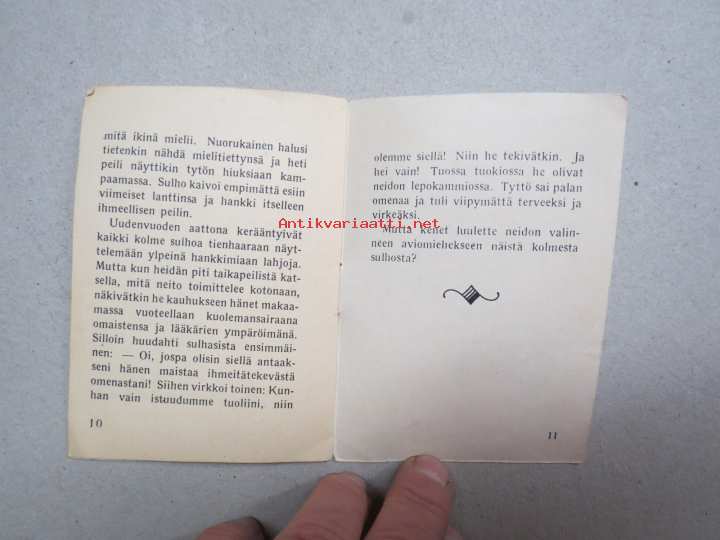 mitä ikinä mielii. Nuorukainen halusi
tietenkin nähdä mielitiettynsä ja heti
peili näyttikin tytön hiuksiaan kam-
paamassa. Sulho kaivoi empimättä esiin
viimeiset lanttinsa ja hankki itselleen
ihmeellisen peilin.
Uudenvuoden aattona kerääntyivät
kaikki kolme sulhoa tienhaaraan näyt-
telemään ylpeinä hankkimiaan lahjoja.
Mutta kun heidän piti taikapeilistä kat-
sella, mitä neito toimittelee kotonaan,
näkivätkin he kauhukseen hänet makaa-
massa vuoteellaan kuolemansairaana
omaistensa ja lääkärien ympäröimänä.
Silloin huudahti sulhasista ensimmäi-
nen: — Oi, jospa olisin siellä antaak-
seni hänen maistaa ihmeitätekevästä
omenastani! Siihen virkkoi toinen: Kun-
han vain istuudumme tuoliini, niin
10
olemme siellä! Niin he tekivätkin. Ja
hei vain! Tuossa tuokiossa he olivat
neidon lepokammiossa. Tyttö sai palan
omenaa ja tuli viipymättä terveeksi ja
virkeäksi.
Mutta kenet luulette neidon valin-
neen aviomiehekseen näistä kolmesta
sulhosta?
11
Antikvariaatti.net